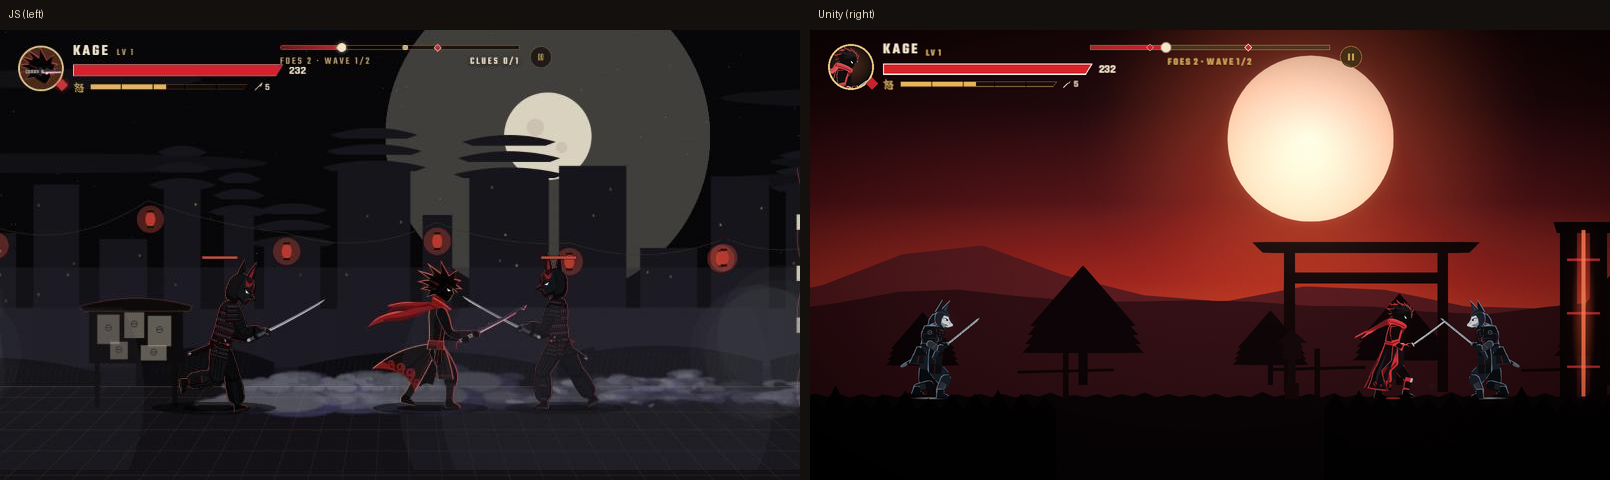 JS (left)
KAGE LV 1
232
FOES 2 · WAVE 1/2
CLUES 0/1
5
Unity (right)
KAGE LV 1
232
FOES 2 · WAVE 1/2
5